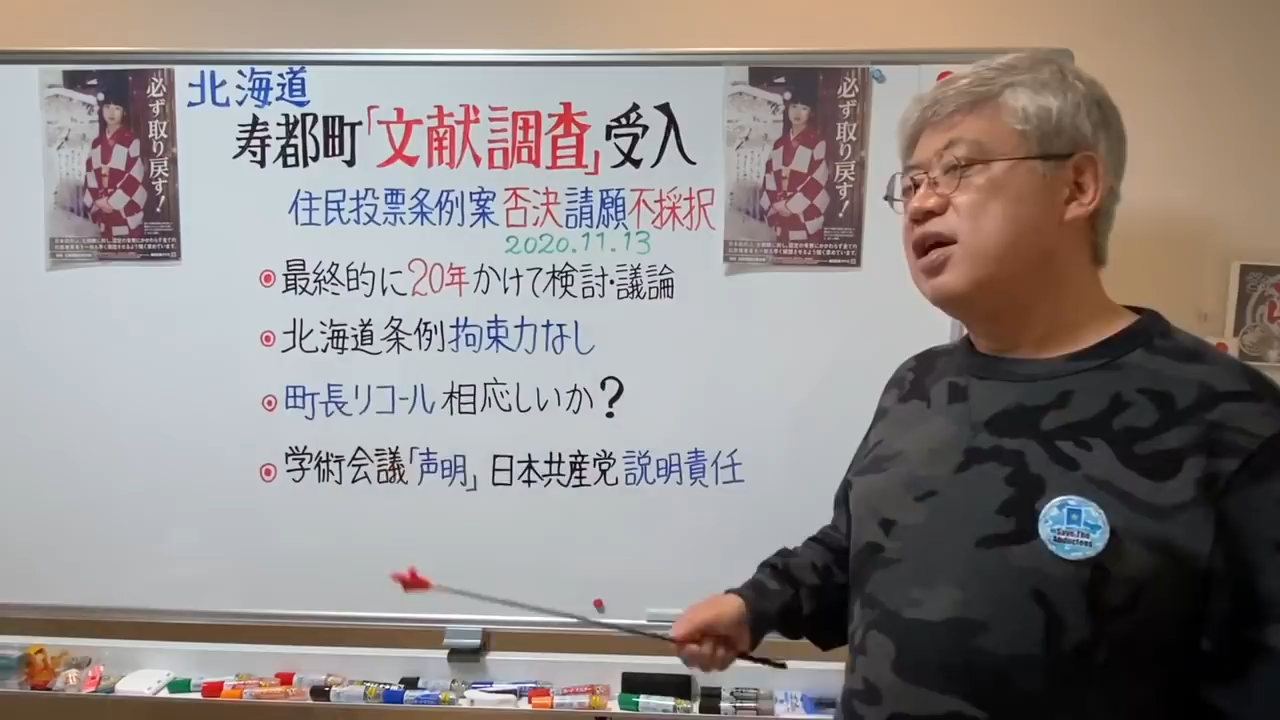 北海道
寿都町「文献調査」受入
住民投票条例案否決請願不採択
2020.11.13
◉最終的に20年かけて検討・議論
◉北海道条例拘束力なし
◉町長リコール相応しいか?
◉学術会議「声明」日本共産党説明責任
必ず取り戻す!
必ず取り戻す!
Save The
Abductees